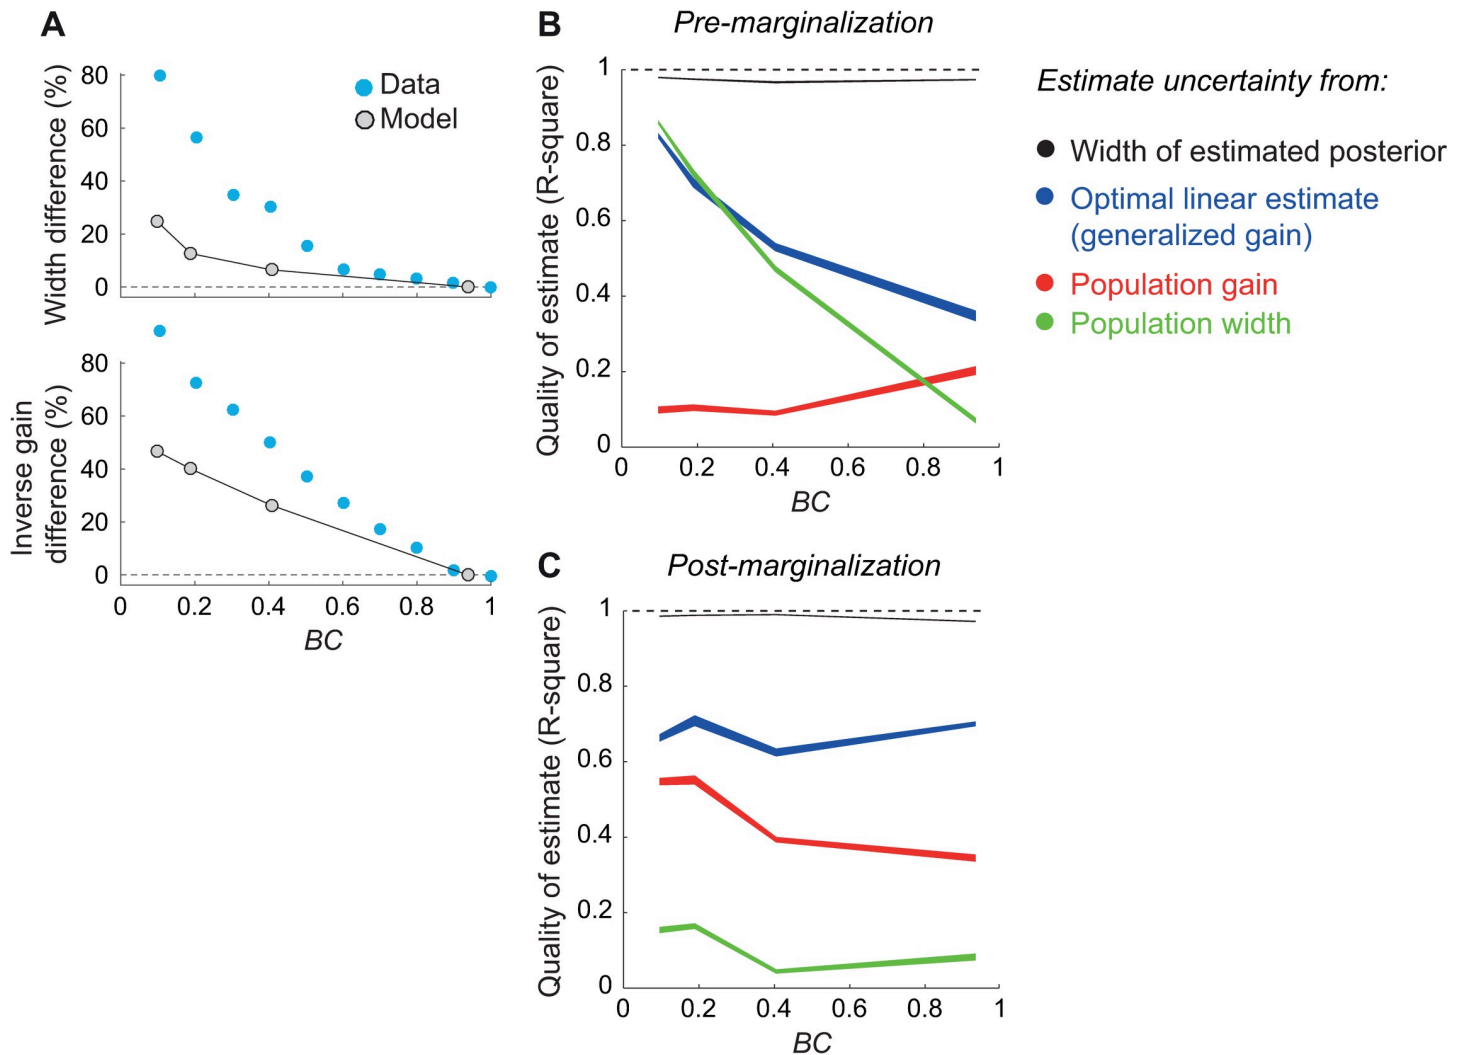 A
Width difference (%)
80
60
40
20
0
Data
Model
Inverse gain
difference (%)
80
60
40
20
0
0 0.2 0.4 0.6 0.8 1
BC
B
Pre-marginalization
Quality of estimate (R-square)
1
0.8
0.6
0.4
0.2
0
0 0.2 0.4 0.6 0.8 1
BC
Estimate uncertainty from:
Width of estimated posterior
Optimal linear estimate
(generalized gain)
Population gain
Population width
C
Post-marginalization
Quality of estimate (R-square)
1
0.8
0.6
0.4
0.2
0
0 0.2 0.4 0.6 0.8 1
BC